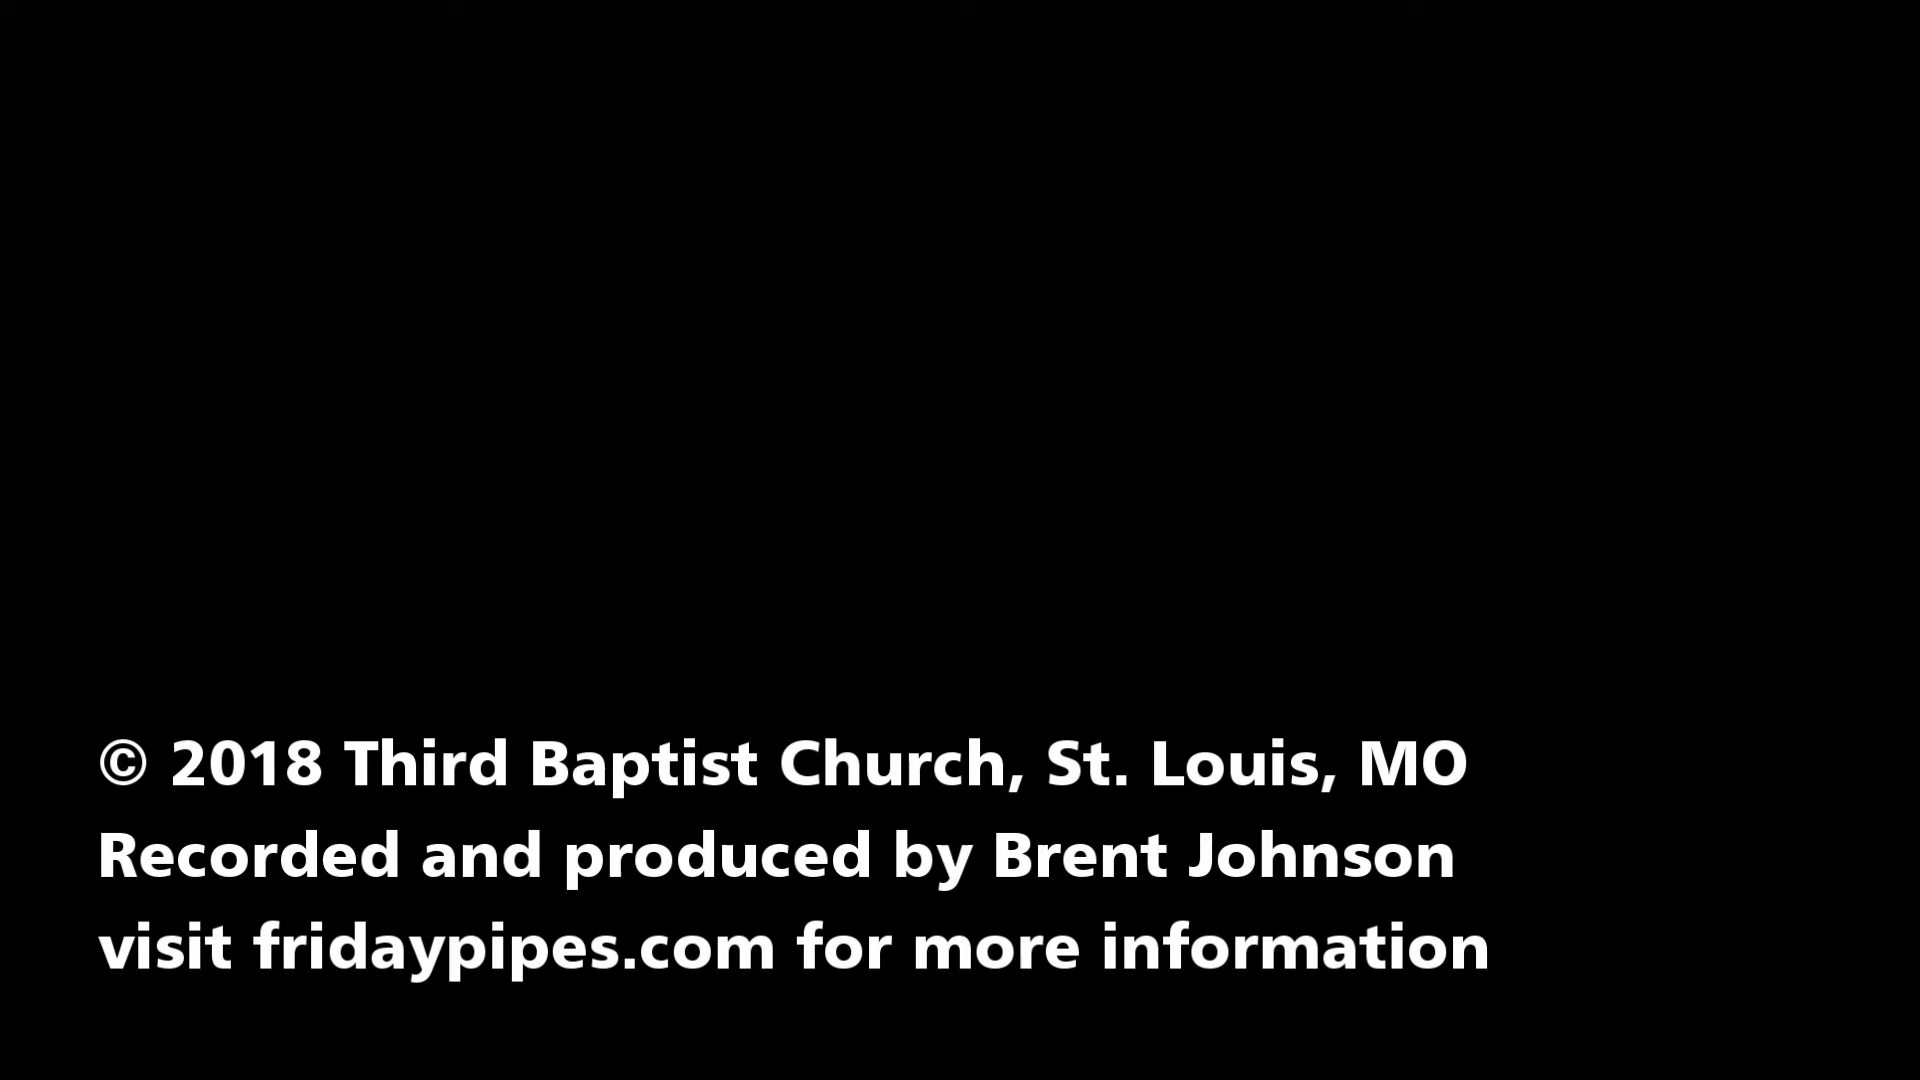 © 2018 Third Baptist Church, St. Louis, MO
Recorded and produced by Brent Johnson
visit fridaypipes.com for more information